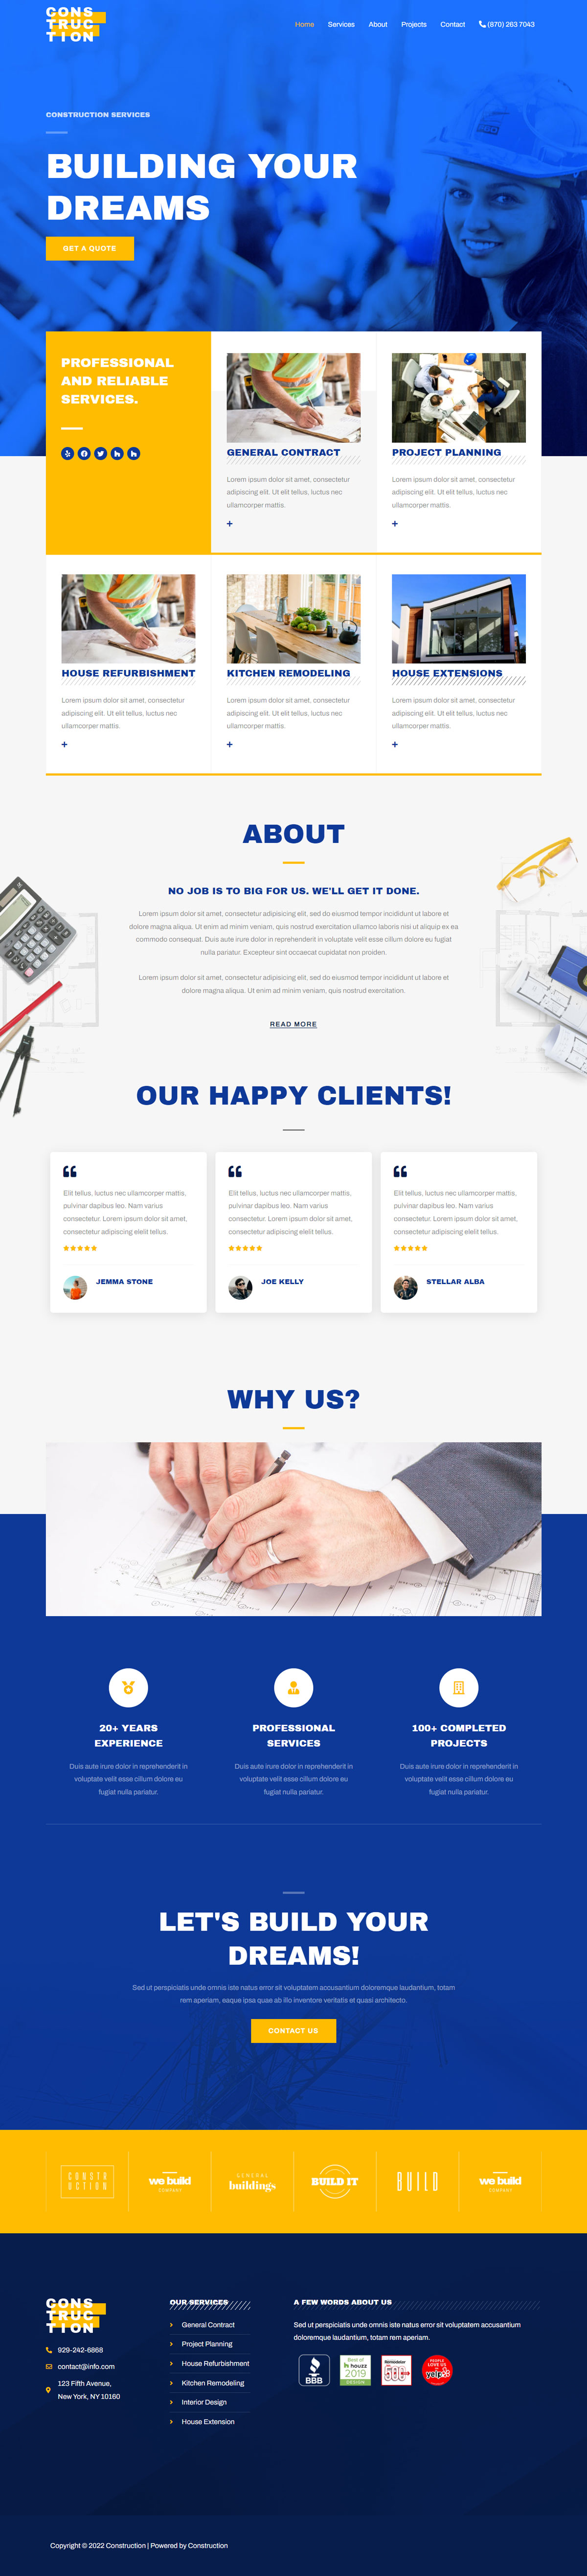 CONS
TRUC
TION
Home
Services
About
Projects
Contact
(870) 263 7043
CONSTRUCTION SERVICES
BUILDING YOUR
DREAMS
GET A QUOTE
PROFESSIONAL
AND RELIABLE
SERVICES.
GENERAL CONTRACT
Lorem ipsum dolor sit amet, consectetur
adipiscing elit. Ut elit tellus, luctus nec
ullamcorper mattis.
PROJECT PLANNING
Lorem ipsum dolor sit amet, consectetur
adipiscing elit. Ut elit tellus, luctus nec
ullamcorper mattis.
HOUSE REFURBISHMENT
Lorem ipsum dolor sit amet, consectetur
adipiscing elit. Ut elit tellus, luctus nec
ullamcorper mattis.
KITCHEN REMODELING
Lorem ipsum dolor sit amet, consectetur
adipiscing elit. Ut elit tellus, luctus nec
ullamcorper mattis.
HOUSE EXTENSIONS
Lorem ipsum dolor sit amet, consectetur
adipiscing elit. Ut elit tellus, luctus nec
ullamcorper mattis.
ABOUT
NO JOB IS TO BIG FOR US. WE'LL GET IT DONE.
Lorem ipsum dolor sit amet, consectetur adipisicing elit, sed do eiusmod tempor incididunt ut labore et
dolore magna aliqua. Ut enim ad minim veniam, quis nostrud exercitation ullamco laboris nisi ut aliquip ex ea
commodo consequat. Duis aute irure dolor in reprehenderit in voluptate velit esse cillum dolore eu fugiat
nulla pariatur. Excepteur sint occaecat cupidatat non proiden.
Lorem ipsum dolor sit amet, consectetur adipisicing elit, sed do eiusmod tempor incididunt ut labore et
dolore magna aliqua. Ut enim ad minim veniam, quis nostrud exercitation.
READ MORE
OUR HAPPY CLIENTS!
Elit tellus, luctus nec ullamcorper mattis,
pulvinar dapibus leo. Nam varius
consectetur. Lorem ipsum dolor sit amet,
consectetur adipiscing elelit tellus.
JEMMA STONE
Elit tellus, luctus nec ullamcorper mattis,
pulvinar dapibus leo. Nam varius
consectetur. Lorem ipsum dolor sit amet,
consectetur adipiscing elelit tellus.
JOE KELLY
Elit tellus, luctus nec ullamcorper mattis,
pulvinar dapibus leo. Nam varius
consectetur. Lorem ipsum dolor sit amet,
consectetur adipiscing elelit tellus.
STELLAR ALBA
WHY US?
20+ YEARS
EXPERIENCE
Duis aute irure dolor in reprehenderit in
voluptate velit esse cillum dolore eu
fugiat nulla pariatur.
PROFESSIONAL
SERVICES
Duis aute irure dolor in reprehenderit in
voluptate velit esse cillum dolore eu
fugiat nulla pariatur.
100+ COMPLETED
PROJECTS
Duis aute irure dolor in reprehenderit in
voluptate velit esse cillum dolore eu
fugiat nulla pariatur.
LET'S BUILD YOUR
DREAMS!
Sed ut perspiciatis unde omnis iste natus error sit voluptatem accusantium doloremque laudantium, totam
rem aperiam, eaque ipsa quae ab illo inventore veritatis et quasi architecto.
CONTACT US
CONSTR
UCTION
we build
COMPANY
GENERAL
buildings
BUILD IT
BUILD
we build
COMPANY
CONS
TRUC
TION
929-242-6868
contact@info.com
123 Fifth Avenue,
New York, NY 10160
OUR SERVICES
General Contract
Project Planning
House Refurbishment
Kitchen Remodeling
Interior Design
House Extension
A FEW WORDS ABOUT US
Sed ut perspiciatis unde omnis iste natus error sit voluptatem accusantium
doloremque laudantium, totam rem aperiam.
BBB
best of
houzz
2019
DESIGN
Remodelor
PEOPLE
LOVE US
yelp
Copyright © 2022 Construction | Powered by Construction